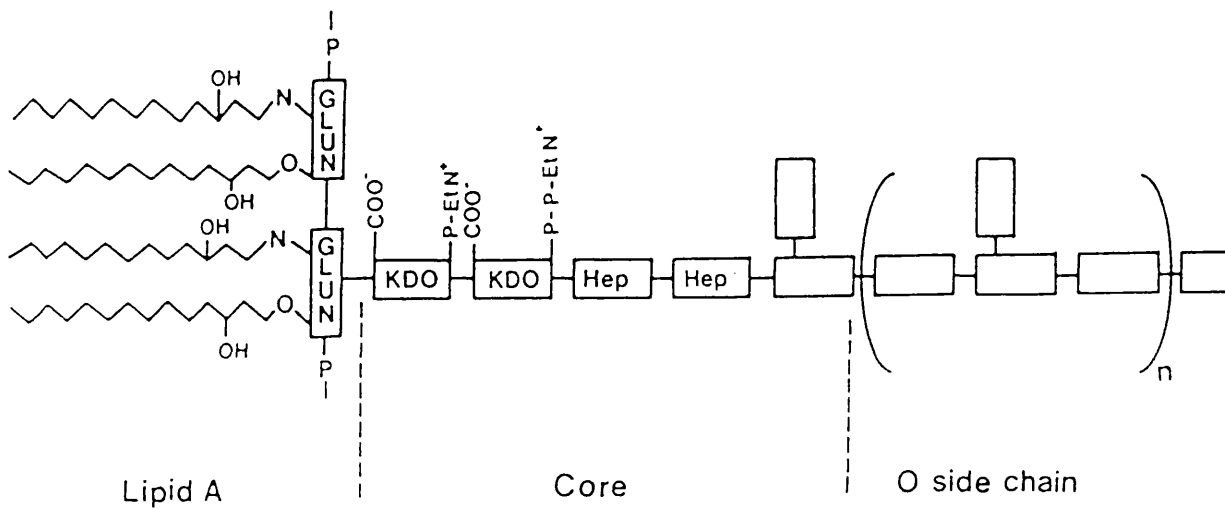 P
OH
N
GLUN
O
OH
COO⁻
P-EtN⁺
COO⁻
P-P-EtN⁺
OH
N
GLUN
KDO
KDO
Hep
Hep
O
OH
P
n
Lipid A
Core
O side chain